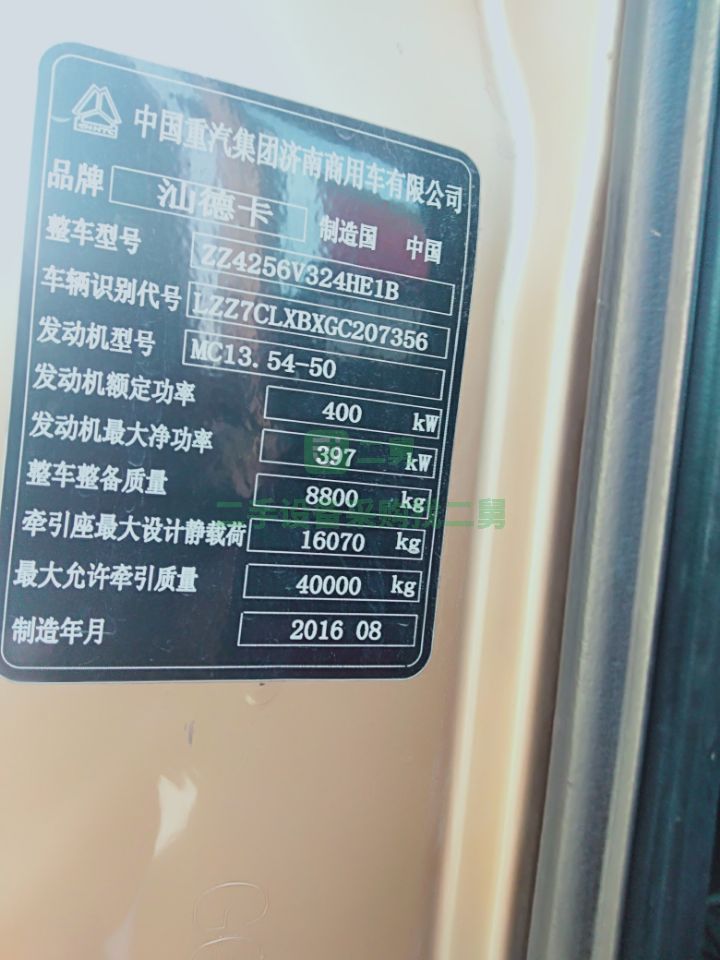 中国重汽集团济南商用车有限公司
品牌 汕德卡 制造国 中国
整车型号 ZZ4256V324HE1B
车辆识别代号 LZZ7CLXBXGC207356
发动机型号 MC13.54-50
发动机额定功率 400 kW
发动机最大净功率 397 kW
整车整备质量 8800 kg
牵引座最大设计静载荷 16070 kg
最大允许牵引质量 40000 kg
制造年月 2016 08
二舅
二手设备采购找二舅